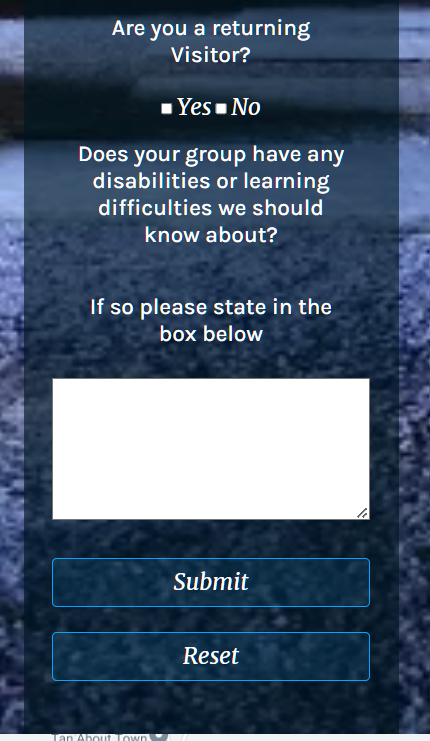 Are you a returning
Visitor?
Yes No
Does your group have any
disabilities or learning
difficulties we should
know about?
If so please state in the
box below
Submit
Reset
Tan About Town